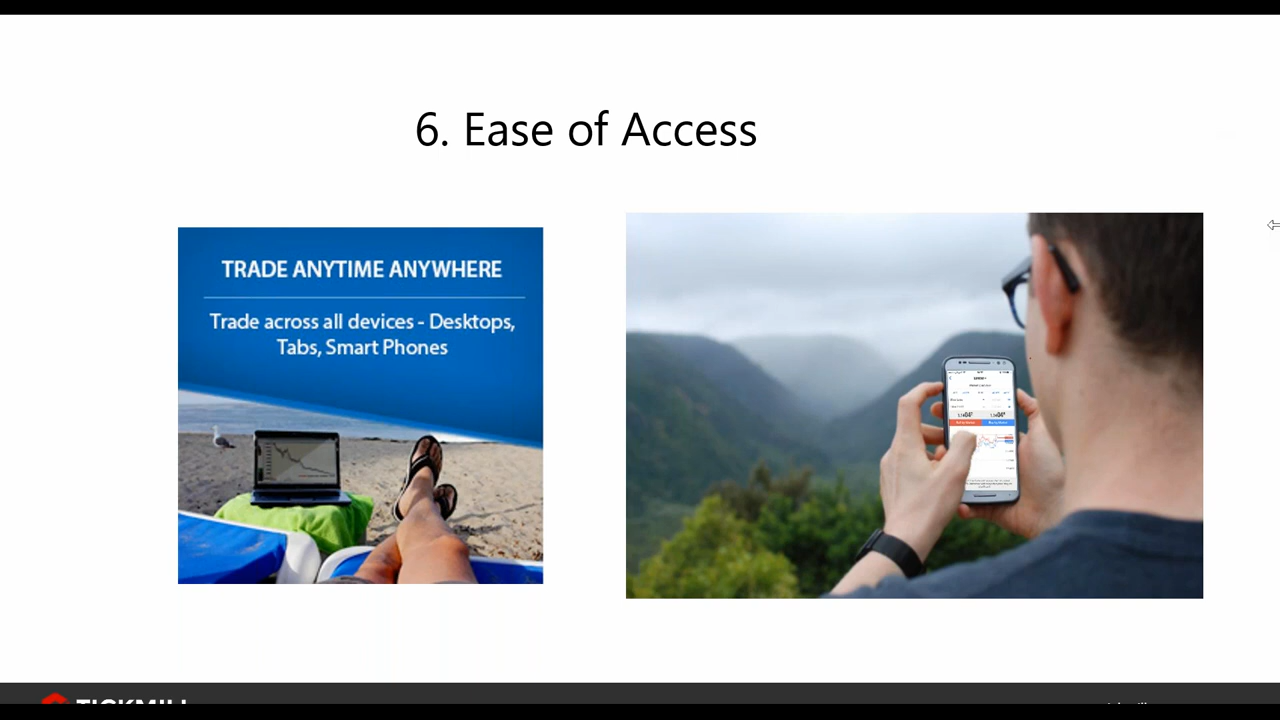 6. Ease of Access
TRADE ANYTIME ANYWHERE
Trade across all devices - Desktops,
Tabs, Smart Phones
TICKMILL